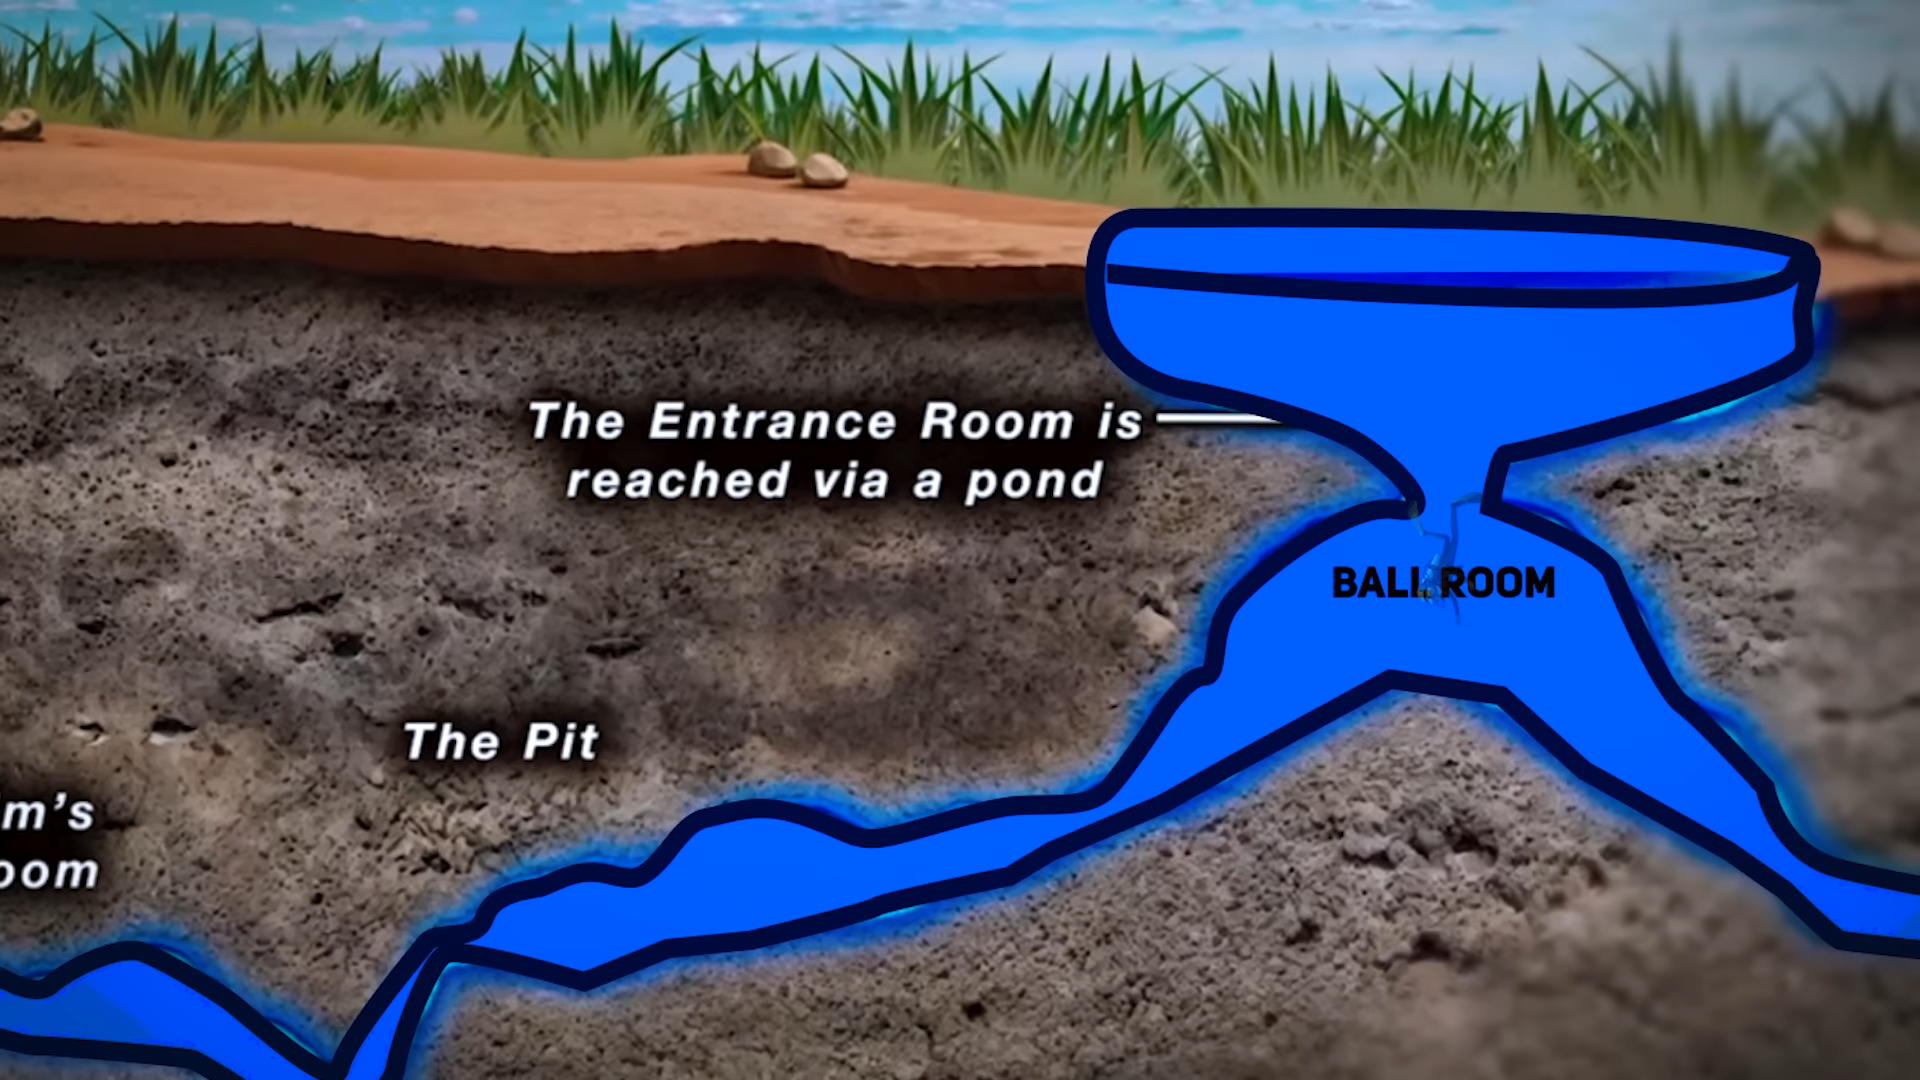 The Entrance Room is
reached via a pond
BALLROOM
The Pit
m's
oom